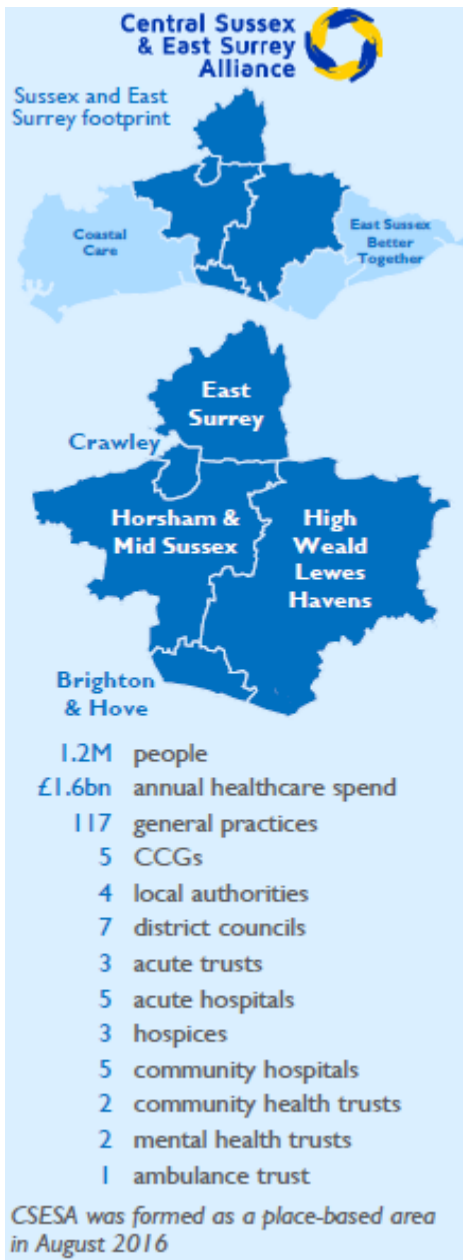 Central Sussex
& East Surrey
Alliance
Sussex and East
Surrey footprint
Coastal
Care
East Sussex
Better
Together
East
Surrey
Crawley
Horsham &
Mid Sussex
High
Weald
Lewes
Havens
Brighton
& Hove
1.2M people
£1.6bn annual healthcare spend
117 general practices
5 CCGs
4 local authorities
7 district councils
3 acute trusts
5 acute hospitals
3 hospices
5 community hospitals
2 community health trusts
2 mental health trusts
1 ambulance trust
CSESA was formed as a place-based area
in August 2016